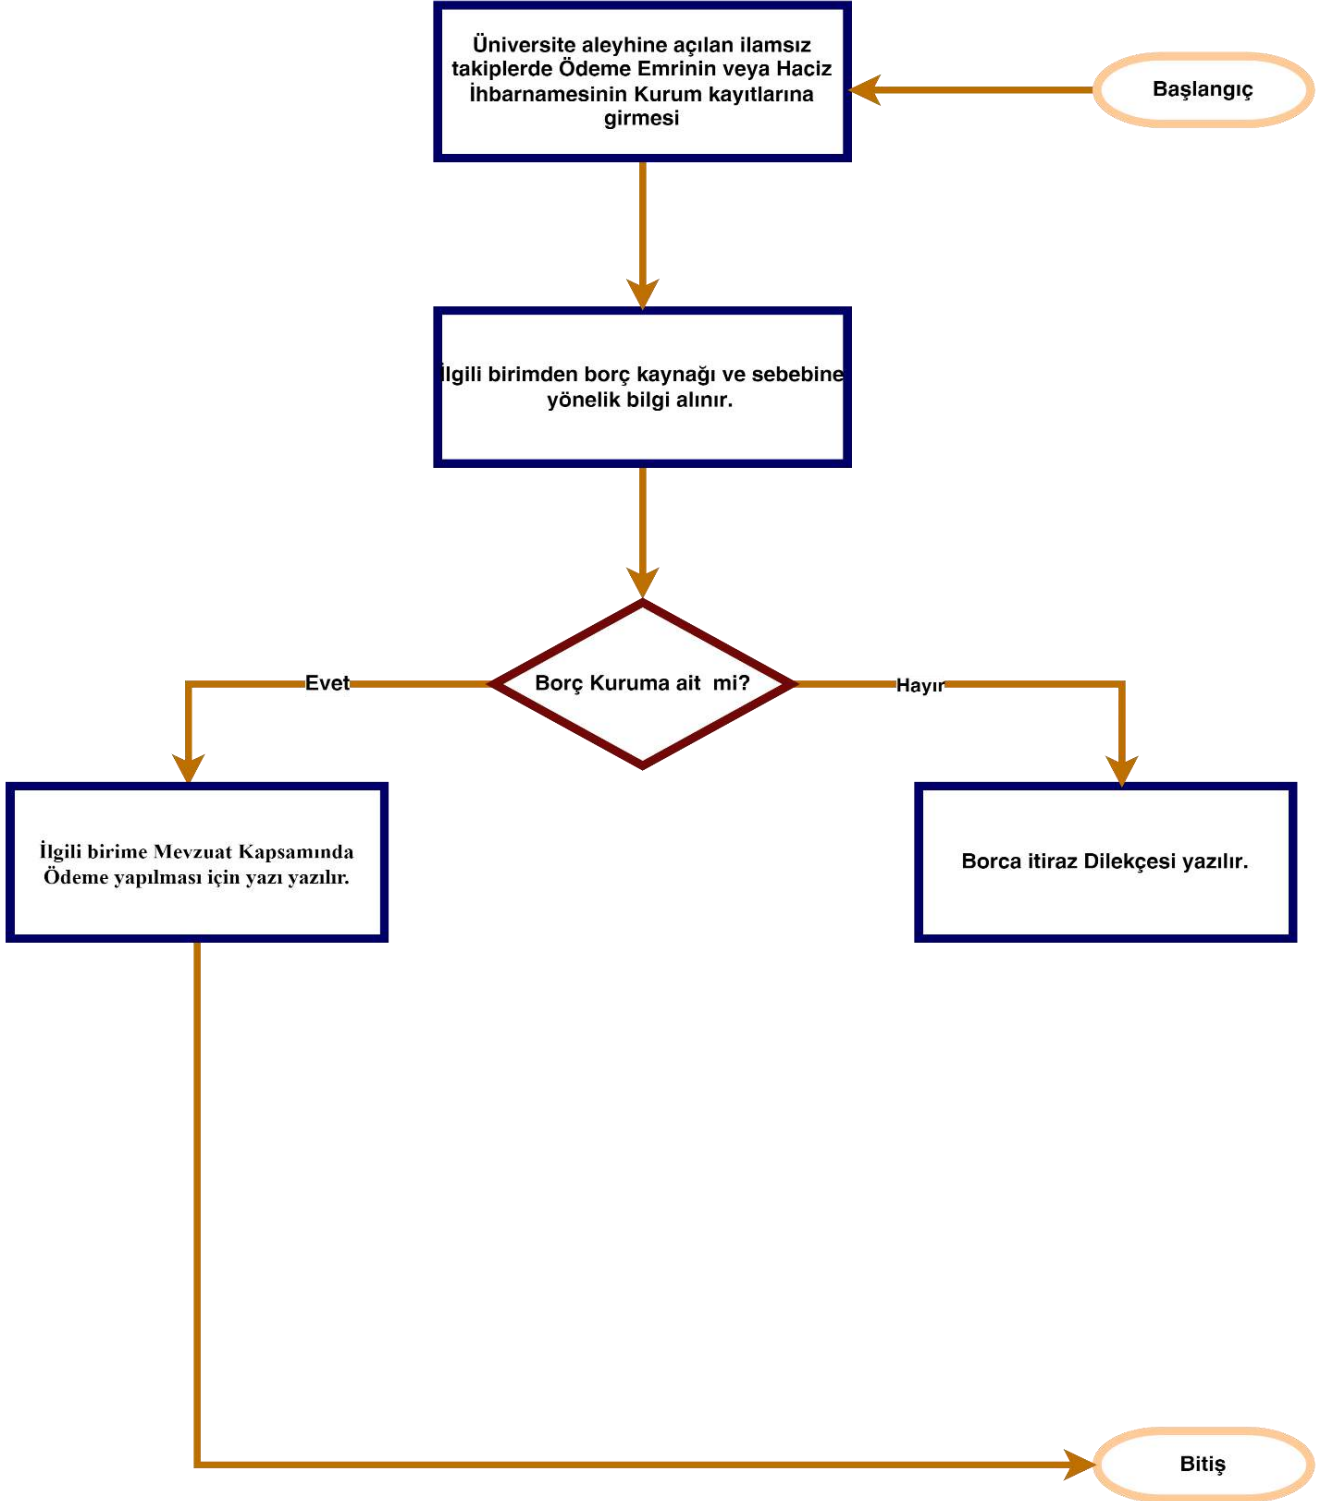 Üniversite aleyhine açılan ilamsız
takiplerde Ödeme Emrinin veya Haciz
İhbarnamesinin Kurum kayıtlarına
girmesi
Başlangıç
İlgili birimden borç kaynağı ve sebebine
yönelik bilgi alınır.
Borç Kuruma ait  mi?
Evet
Hayır
İlgili birime Mevzuat Kapsamında
Ödeme yapılması için yazı yazılır.
Borca itiraz Dilekçesi yazılır.
Bitiş